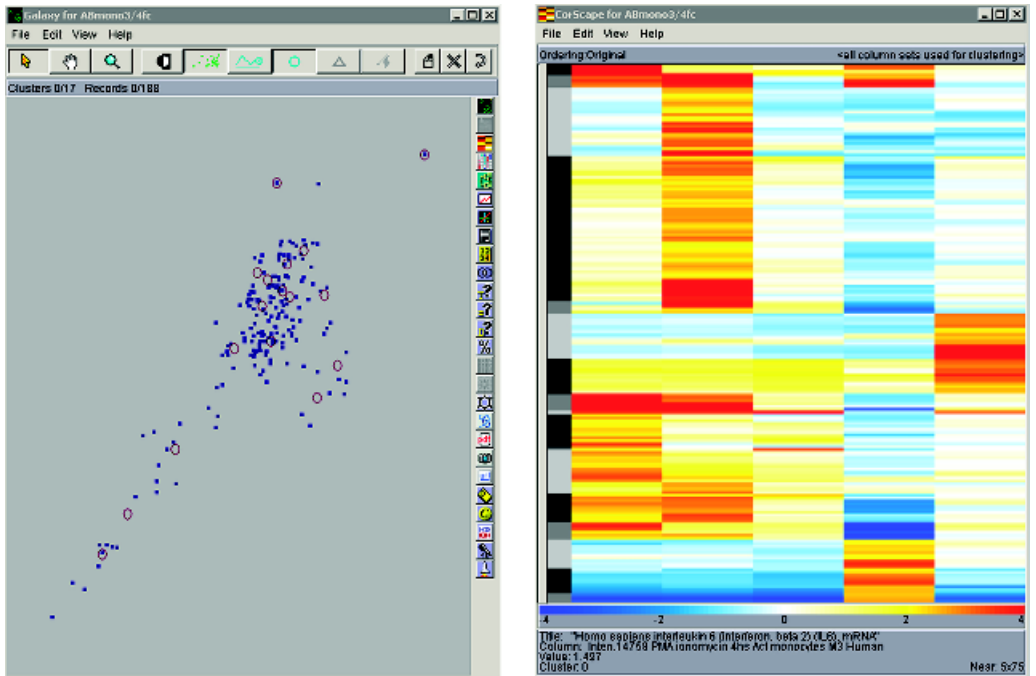 Galaxy for ABmono3/4fc
File Edit View Help
Clusters 0/17 Records 0/188
CorScape for ABmono3/4fc
File Edit View Help
Ordering:Original <all column sets used for clustering>
-4 -2 0 2 4
Title: "Homo sapiens interleukin 6 (interferon, beta 2) (IL6), mRNA"
Column: Inten.14758 PMA ionomycin 4hs Act monocytes M3 Human
Value: 1.497
Cluster: 0 Near: 5x75